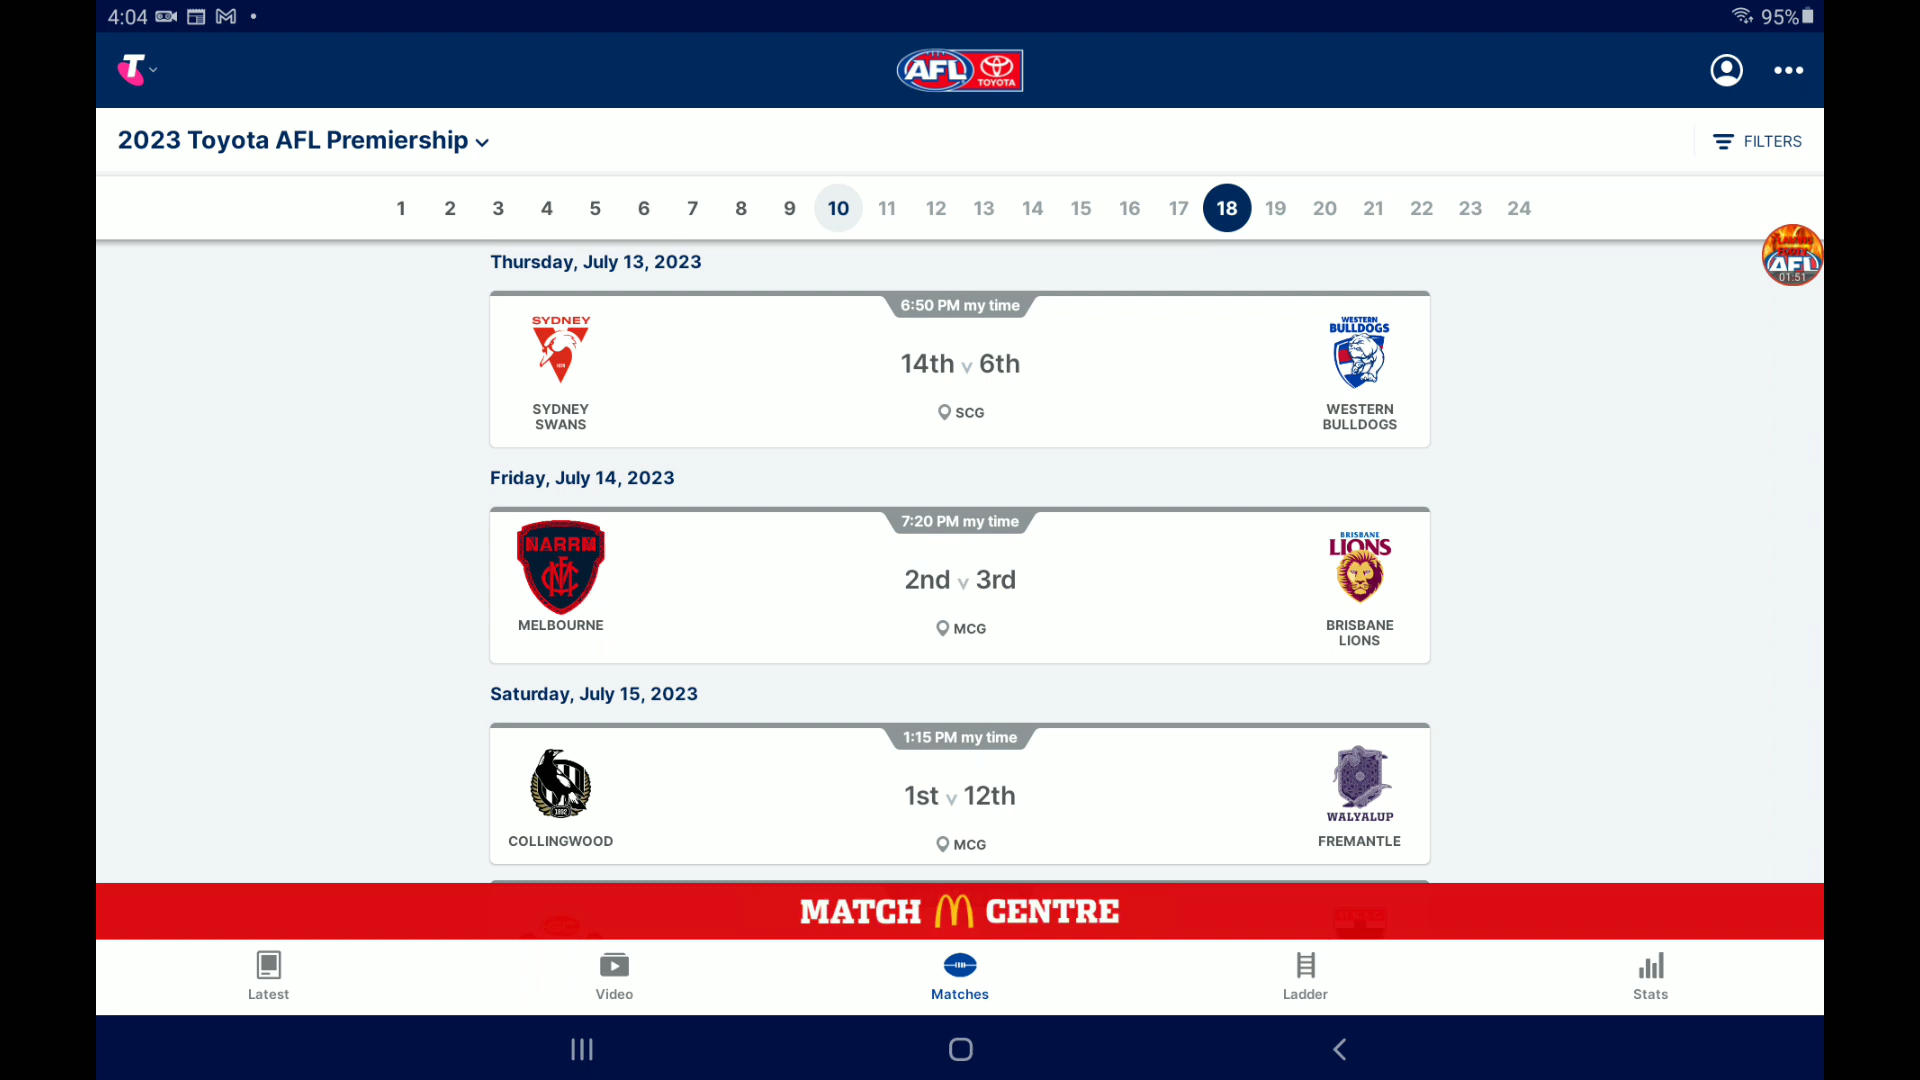 4:04
95%
T
AFL TOYOTA
2023 Toyota AFL Premiership
FILTERS
1 2 3 4 5 6 7 8 9 10 11 12 13 14 15 16 17 18 19 20 21 22 23 24
AFL
01:51
Thursday, July 13, 2023
6:50 PM my time
SYDNEY
14th v 6th
WESTERN
BULLDOGS
SCG
SYDNEY
SWANS
WESTERN
BULLDOGS
Friday, July 14, 2023
7:20 PM my time
NARRM
2nd v 3rd
BRISBANE
LIONS
MCG
MELBOURNE
BRISBANE
LIONS
Saturday, July 15, 2023
1:15 PM my time
1st v 12th
1892
WALYALUP
MCG
COLLINGWOOD
FREMANTLE
MATCH CENTRE
Latest
Video
Matches
Ladder
Stats